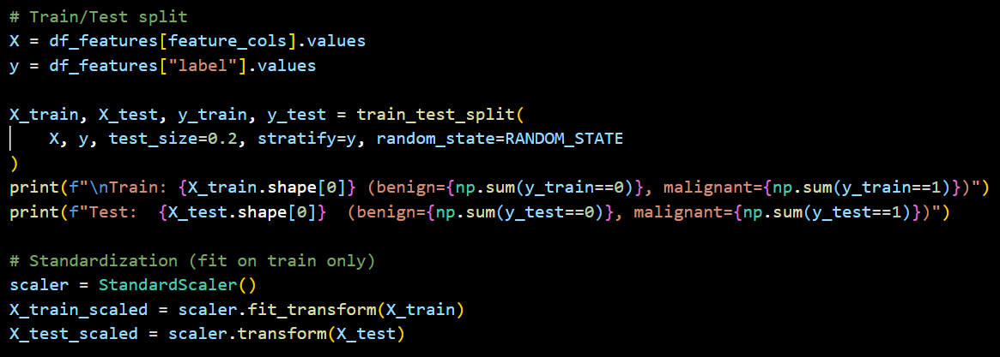 # Train/Test split
X = df_features[feature_cols].values
y = df_features["label"].values

X_train, X_test, y_train, y_test = train_test_split(
    X, y, test_size=0.2, stratify=y, random_state=RANDOM_STATE
)
print(f"\nTrain: {X_train.shape[0]} (benign={np.sum(y_train==0)}, malignant={np.sum(y_train==1)})")
print(f"Test:  {X_test.shape[0]}  (benign={np.sum(y_test==0)}, malignant={np.sum(y_test==1)})")

# Standardization (fit on train only)
scaler = StandardScaler()
X_train_scaled = scaler.fit_transform(X_train)
X_test_scaled = scaler.transform(X_test)